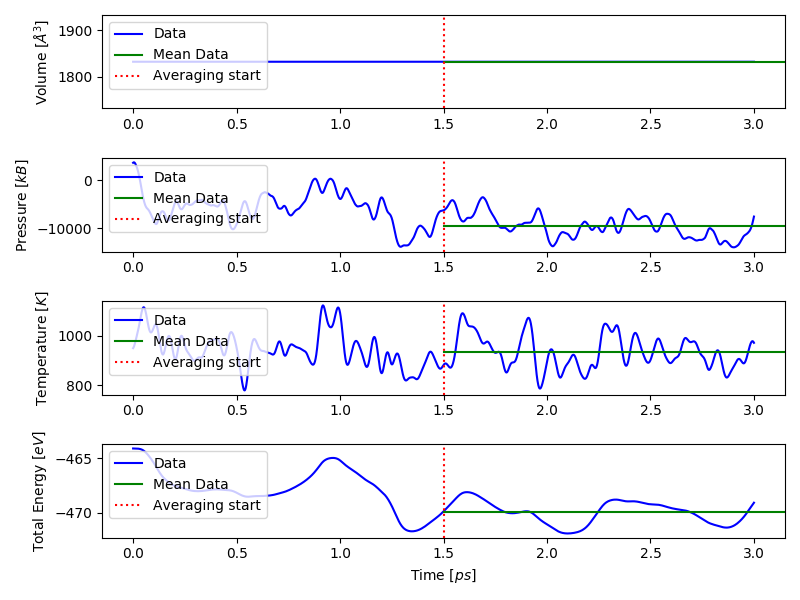 Volume [Å³]
1900
1800
Data
Mean Data
Averaging start
0.0 0.5 1.0 1.5 2.0 2.5 3.0
Pressure [kB]
0
−10000
Data
Mean Data
Averaging start
0.0 0.5 1.0 1.5 2.0 2.5 3.0
Temperature [K]
1000
800
Data
Mean Data
Averaging start
0.0 0.5 1.0 1.5 2.0 2.5 3.0
Total Energy [eV]
−465
−470
Data
Mean Data
Averaging start
0.0 0.5 1.0 1.5 2.0 2.5 3.0
Time [ps]